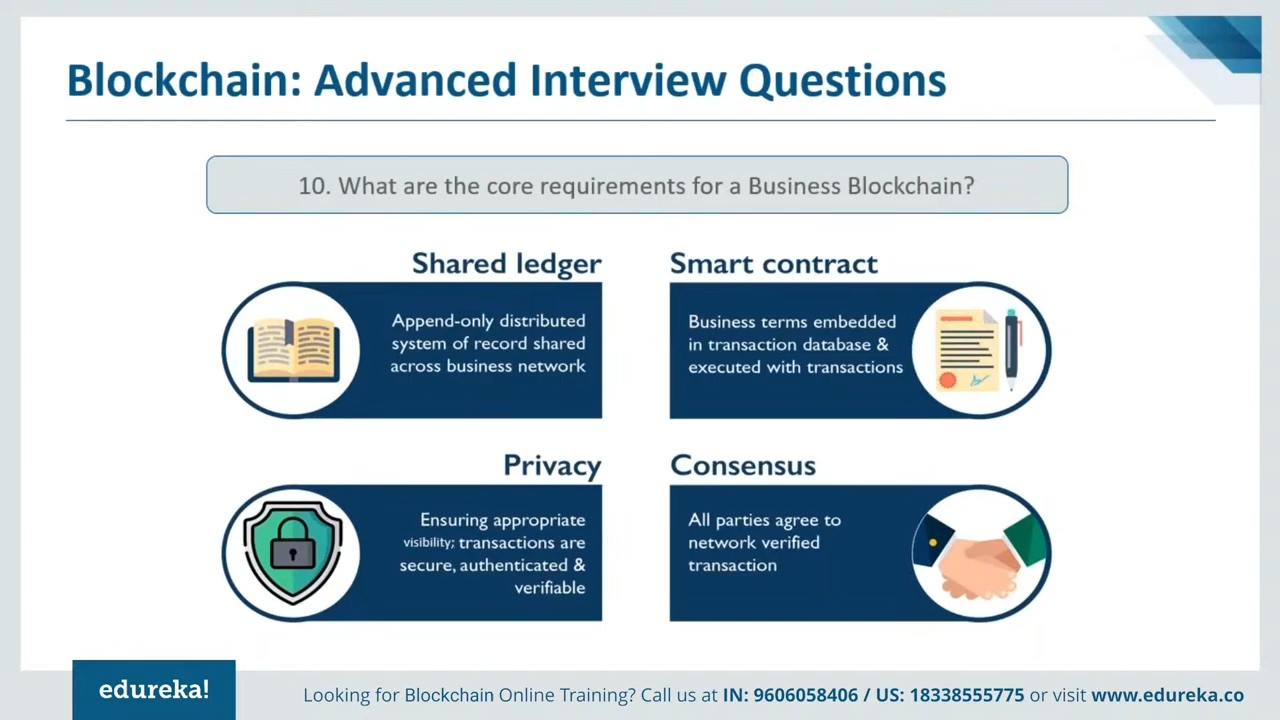 Blockchain: Advanced Interview Questions
10. What are the core requirements for a Business Blockchain?
Shared ledger
Append-only distributed
system of record shared
across business network
Smart contract
Business terms embedded
in transaction database &
executed with transactions
Privacy
Ensuring appropriate
visibility; transactions are
secure, authenticated &
verifiable
Consensus
All parties agree to
network verified
transaction
edureka!
Looking for Blockchain Online Training? Call us at IN: 9606058406 / US: 18338555775 or visit www.edureka.co